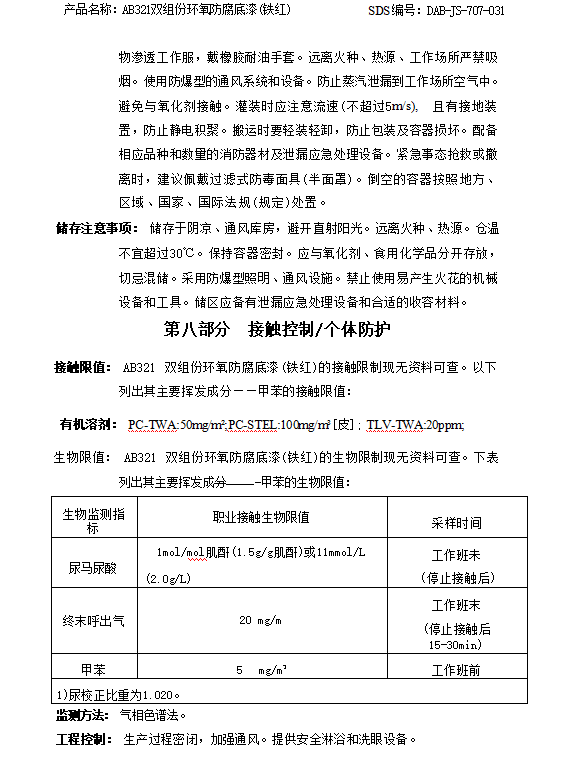 产品名称: AB321双组份环氧防腐底漆(铁红) SDS编号: DAB-JS-707-031
物渗透工作服，戴橡胶耐油手套。远离火种、热源、工作场所严禁吸
烟。使用防爆型的通风系统和设备。防止蒸汽泄漏到工作场所空气中。
避免与氧化剂接触。灌装时应注意流速(不超过5m/s), 且有接地装
置，防止静电积聚。搬运时要轻装轻卸，防止包装及容器损坏。配备
相应品种和数量的消防器材及泄漏应急处理设备。紧急事态抢救或撤
离时，建议佩戴过滤式防毒面具(半面罩)。倒空的容器按照地方、
区域、国家、国际法规(规定)处置。
储存注意事项: 储存于阴京、通风库房，避开直射阳光。远离火种、热源。仓温
不宜超过30℃。保持容器密封。应与氧化剂、食用化学品分开存放，
切忌混储。采用防爆型照明、通风设施。禁止使用易产生火花的机械
设备和工具。储区应备有泄漏应急处理设备和合适的收容材料。
第八部分 接触控制/个体防护
接触限值: AB321 双组份环氧防腐底漆(铁红)的接触限制现无资料可查。以下
列出其主要挥发成分——甲苯的接触限值:
有机溶剂: PC-TWA:50mg/m³;PC-STEL:100mg/m³[皮]；TLV-TWA:20ppm;
生物限值: AB321 双组份环氧防腐底漆(铁红)的生物限制现无资料可查。下表
列出其主要挥发成分——-甲苯的生物限值:
生物监测指标 职业接触生物限值 采样时间
尿马尿酸 1mol/mol肌酐(1.5g/g肌酐)或11mmol/L (2.0g/L) 工作班未 (停止接触后)
终末呼出气 20 mg/m 工作班末 (停止接触后 15-30min)
甲苯 5 mg/m³ 工作班前
1)尿校正比重为1.020。
监测方法: 气相色谱法。
工程控制: 生产过程密闭，加强通风。提供安全淋浴和洗眼设备。